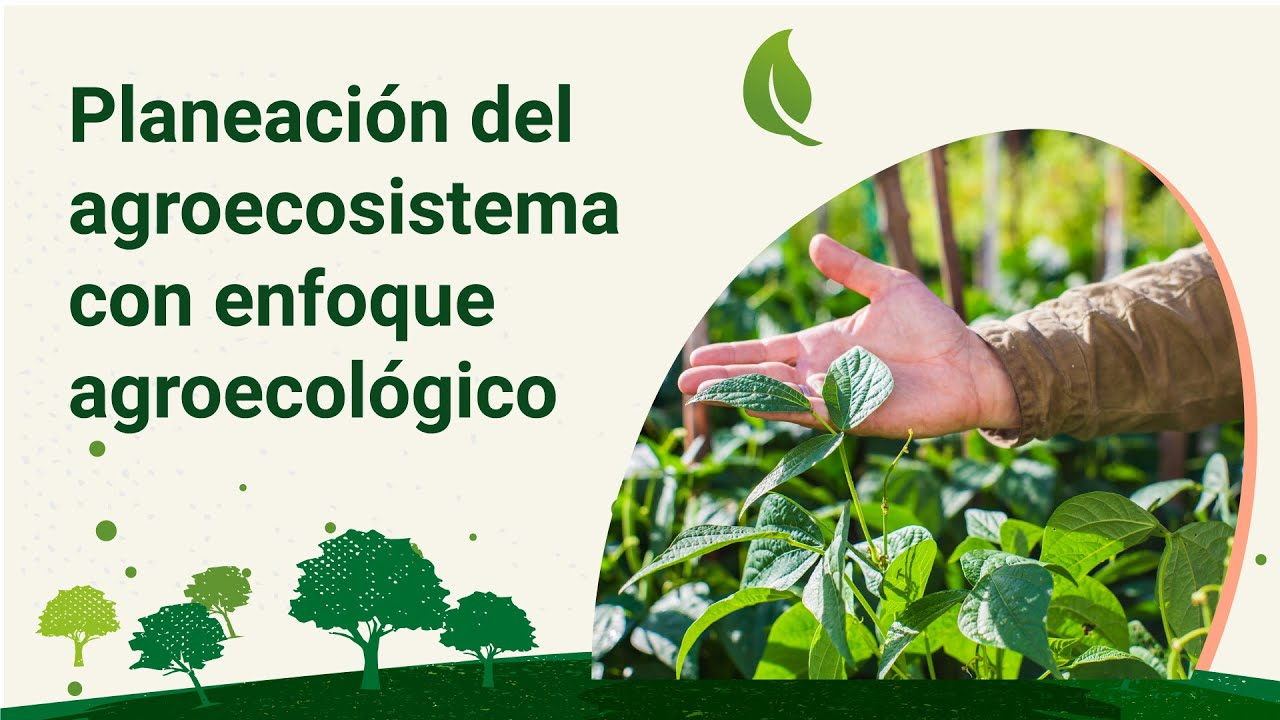 Planeación del
agroecosistema
con enfoque
agroecológico